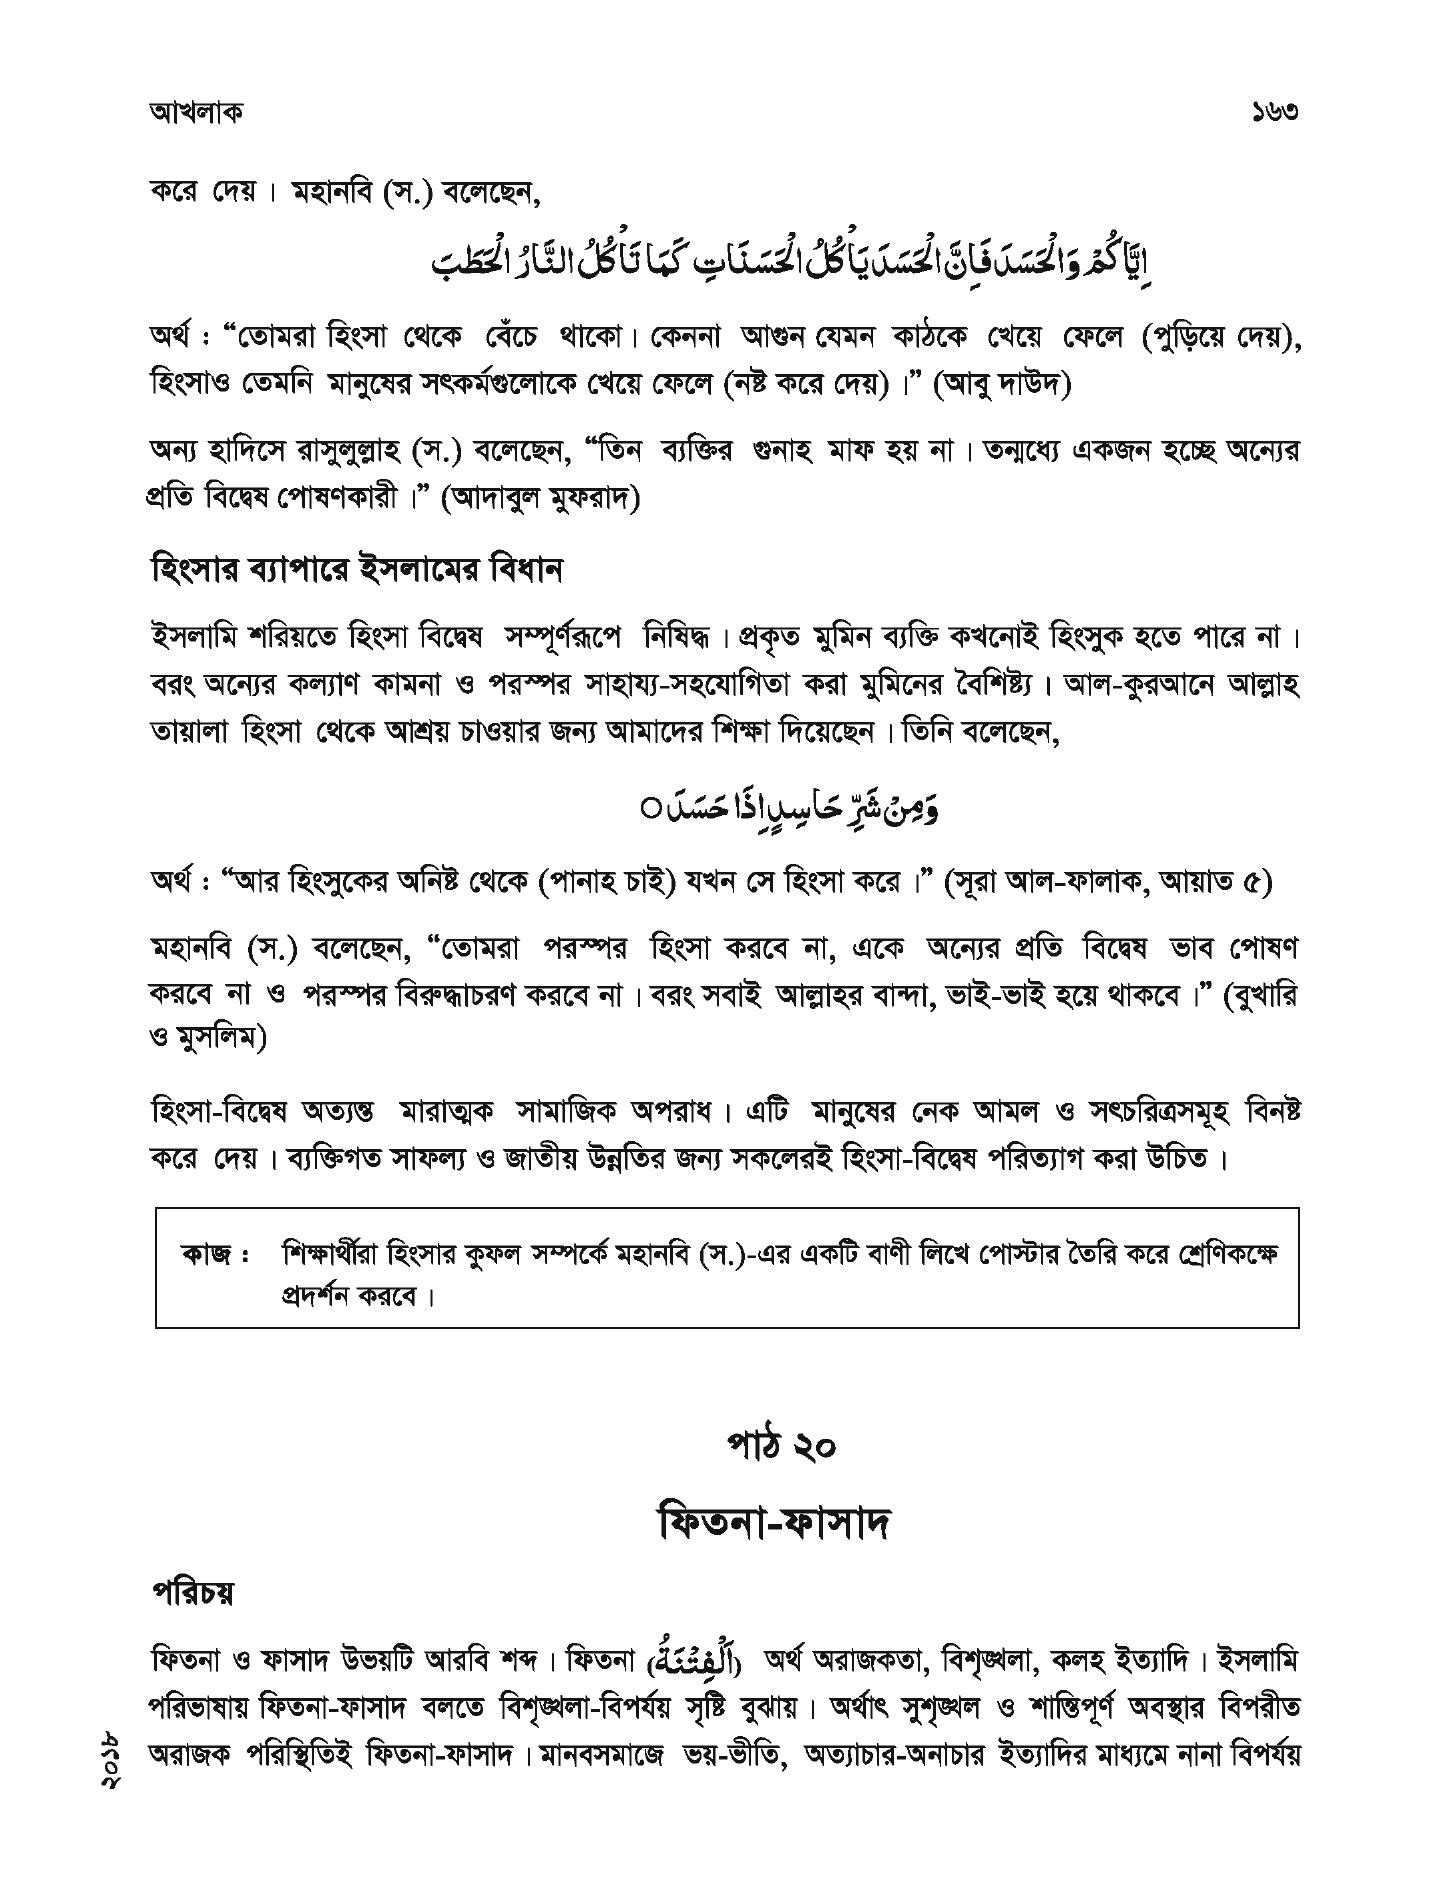 আখলাক ১৬৩
করে দেয়। মহানবি (স.) বলেছেন,
اِيَّاكُمْ وَالْحَسَدَ فَاِنَّ الْحَسَدَ يَأْكُلُ الْحَسَنَاتِ كَمَا تَأْكُلُ النَّارُ الْحَطَبَ
অর্থ : “তোমরা হিংসা থেকে বেঁচে থাকো। কেননা আগুন যেমন কাঠকে খেয়ে ফেলে (পুড়িয়ে দেয়),
হিংসাও তেমনি মানুষের সৎকর্মগুলোকে খেয়ে ফেলে (নষ্ট করে দেয়)।” (আবু দাউদ)
অন্য হাদিসে রাসুলুল্লাহ (স.) বলেছেন, “তিন ব্যক্তির গুনাহ মাফ হয় না। তন্মধ্যে একজন হচ্ছে অন্যের
প্রতি বিদ্বেষ পোষণকারী।” (আদাবুল মুফরাদ)
হিংসার ব্যাপারে ইসলামের বিধান
ইসলামি শরিয়তে হিংসা বিদ্বেষ সম্পূর্ণরূপে নিষিদ্ধ। প্রকৃত মুমিন ব্যক্তি কখনোই হিংসুক হতে পারে না।
বরং অন্যের কল্যাণ কামনা ও পরস্পর সাহায্য-সহযোগিতা করা মুমিনের বৈশিষ্ট্য। আল-কুরআনে আল্লাহ
তায়ালা হিংসা থেকে আশ্রয় চাওয়ার জন্য আমাদের শিক্ষা দিয়েছেন। তিনি বলেছেন,
وَمِنْ شَرِّ حَاسِدٍ اِذَا حَسَدَ ○
অর্থ : “আর হিংসুকের অনিষ্ট থেকে (পানাহ চাই) যখন সে হিংসা করে।” (সূরা আল-ফালাক, আয়াত ৫)
মহানবি (স.) বলেছেন, “তোমরা পরস্পর হিংসা করবে না, একে অন্যের প্রতি বিদ্বেষ ভাব পোষণ
করবে না ও পরস্পর বিরুদ্ধাচরণ করবে না। বরং সবাই আল্লাহর বান্দা, ভাই-ভাই হয়ে থাকবে।” (বুখারি
ও মুসলিম)
হিংসা-বিদ্বেষ অত্যন্ত মারাত্মক সামাজিক অপরাধ। এটি মানুষের নেক আমল ও সৎচরিত্রসমূহ বিনষ্ট
করে দেয়। ব্যক্তিগত সাফল্য ও জাতীয় উন্নতির জন্য সকলেরই হিংসা-বিদ্বেষ পরিত্যাগ করা উচিত।
কাজ : শিক্ষার্থীরা হিংসার কুফল সম্পর্কে মহানবি (স.)-এর একটি বাণী লিখে পোস্টার তৈরি করে শ্রেণিকক্ষে
প্রদর্শন করবে।
পাঠ ২০
ফিতনা-ফাসাদ
পরিচয়
ফিতনা ও ফাসাদ উভয়টি আরবি শব্দ। ফিতনা (اَلْفِتْنَةُ) অর্থ অরাজকতা, বিশৃঙ্খলা, কলহ ইত্যাদি। ইসলামি
পরিভাষায় ফিতনা-ফাসাদ বলতে বিশৃঙ্খলা-বিপর্যয় সৃষ্টি বুঝায়। অর্থাৎ সুশৃঙ্খল ও শান্তিপূর্ণ অবস্থার বিপরীত
অরাজক পরিস্থিতিই ফিতনা-ফাসাদ। মানবসমাজে ভয়-ভীতি, অত্যাচার-অনাচার ইত্যাদির মাধ্যমে নানা বিপর্যয়
২০১৮